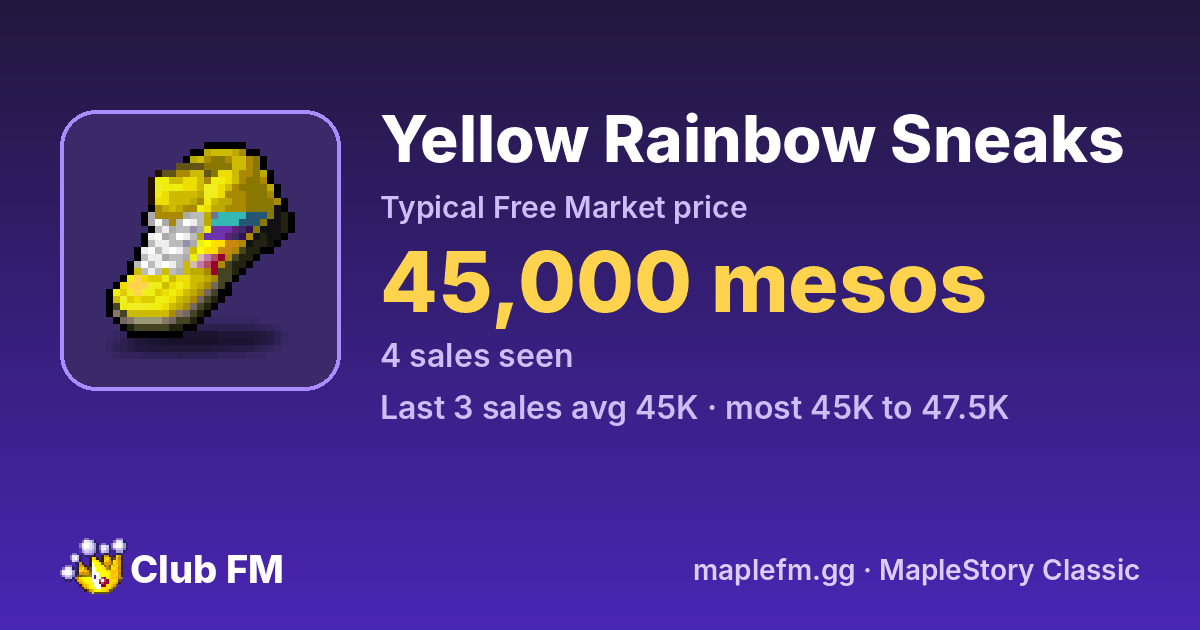 Yellow Rainbow Sneaks
Typical Free Market price
45,000 mesos
4 sales seen
Last 3 sales avg 45K · most 45K to 47.5K
Club FM
maplefm.gg · MapleStory Classic